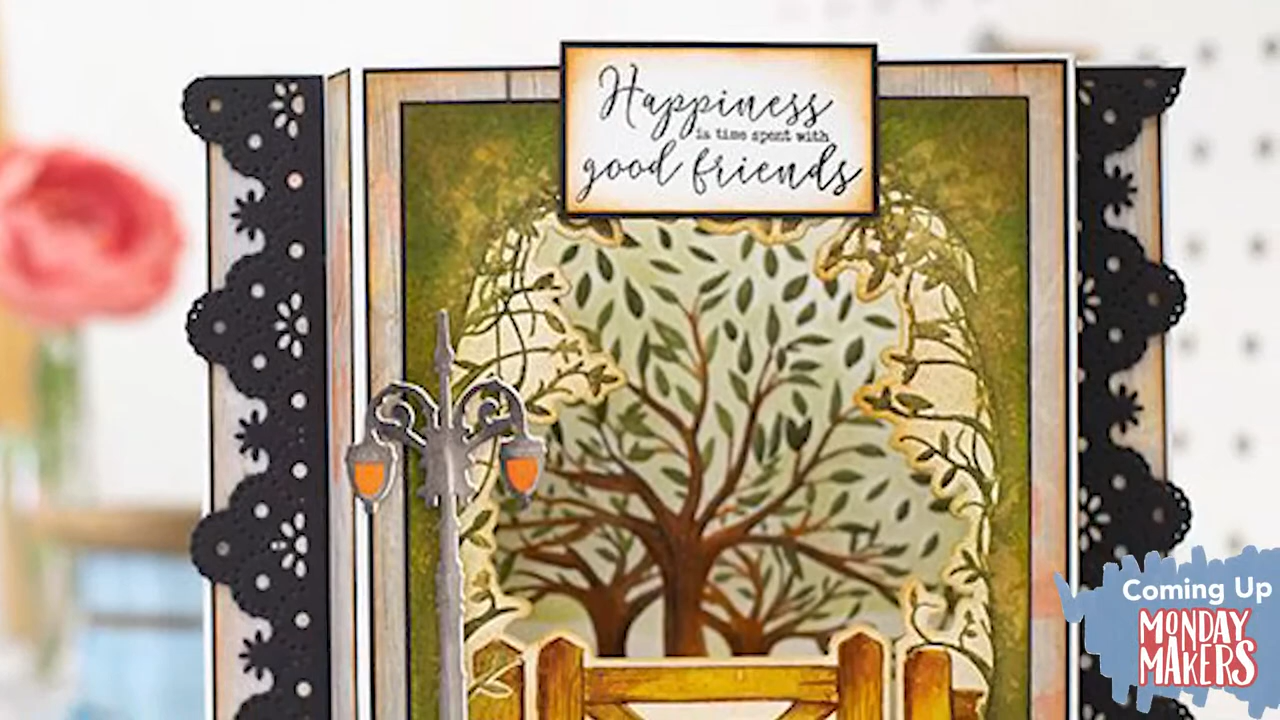 Happiness
is time spent with
good friends
Coming Up
MONDAY
MAKERS